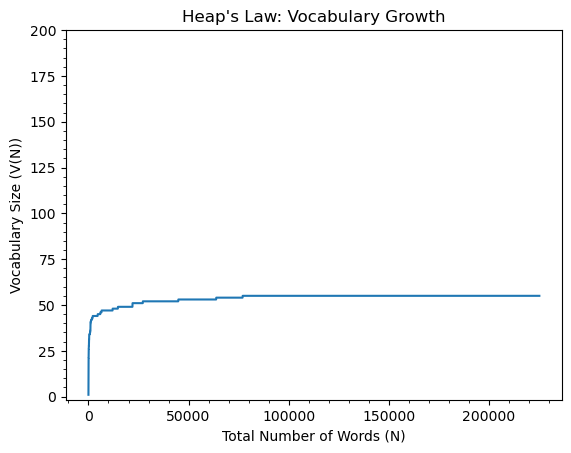 Heap's Law: Vocabulary Growth
200
175
150
125
100
75
50
25
0
Vocabulary Size (V(N))
0 50000 100000 150000 200000
Total Number of Words (N)